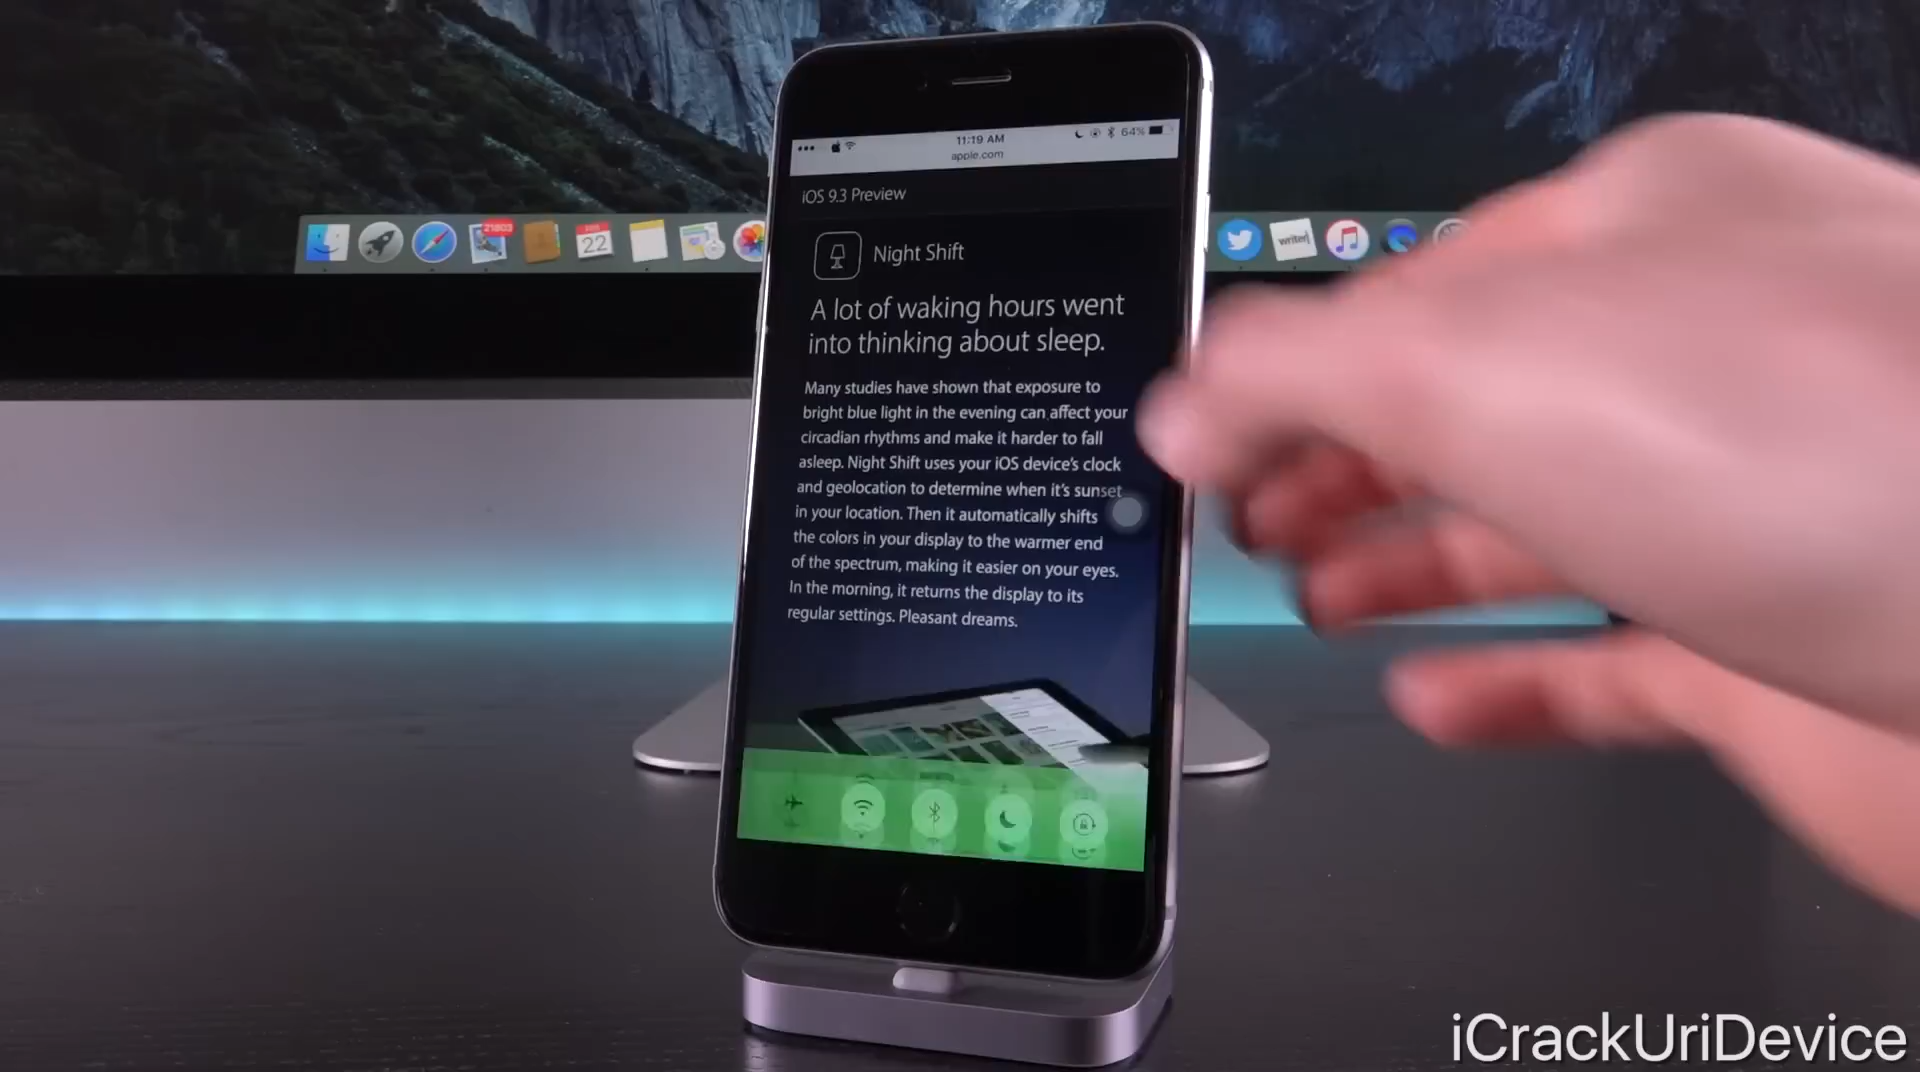 11:19 AM
64%
apple.com
iOS 9.3 Preview
21803
22
writer
Night Shift
A lot of waking hours went
into thinking about sleep.
Many studies have shown that exposure to
bright blue light in the evening can affect your
circadian rhythms and make it harder to fall
asleep. Night Shift uses your iOS device's clock
and geolocation to determine when it's sunset
in your location. Then it automatically shifts
the colors in your display to the warmer end
of the spectrum, making it easier on your eyes.
In the morning, it returns the display to its
regular settings. Pleasant dreams.
iCrackUriDevice